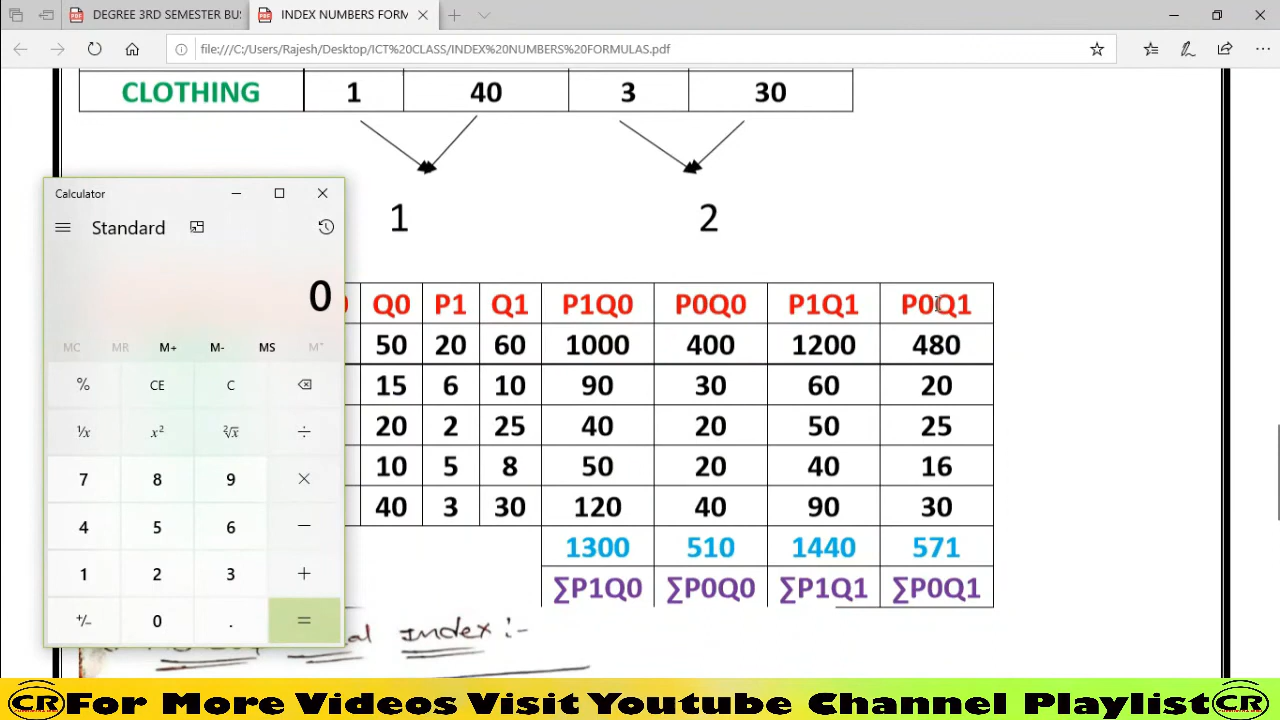 DEGREE 3RD SEMESTER BUS
INDEX NUMBERS FORM
file:///C:/Users/Rajesh/Desktop/ICT%20CLASS/INDEX%20NUMBERS%20FORMULAS.pdf
CLOTHING 1 40 3 30
1 2
Calculator
Standard
0
MC MR M+ M- MS M˅
% CE C
¹/x x² ²√x ÷
7 8 9 ×
4 5 6 −
1 2 3 +
+/− 0 . =
Q0 P1 Q1 P1Q0 P0Q0 P1Q1 P0Q1
50 20 60 1000 400 1200 480
15 6 10 90 30 60 20
20 2 25 40 20 50 25
10 5 8 50 20 40 16
40 3 30 120 40 90 30
1300 510 1440 571
∑P1Q0 ∑P0Q0 ∑P1Q1 ∑P0Q1
Index :-
CR For More Videos Visit Youtube Channel Playlist CR